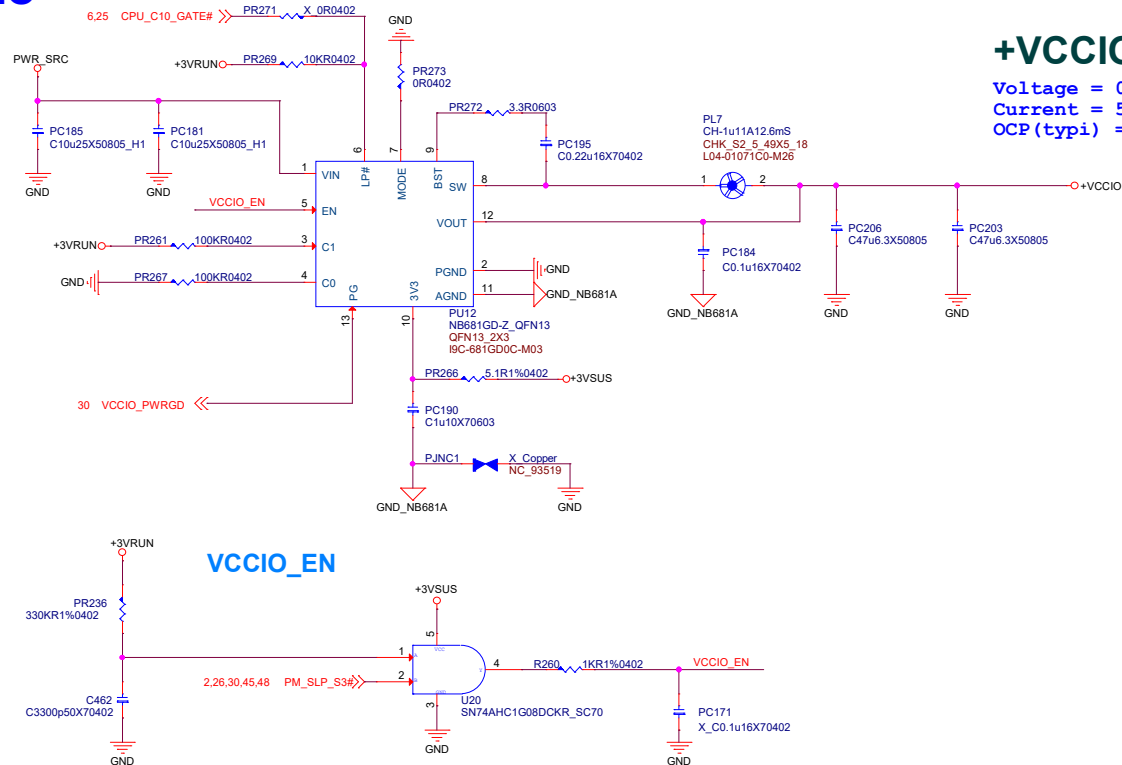 6,25 CPU_C10_GATE#
PR271
X_0R0402
GND
+VCCIO
PWR_SRC
+3VRUN
PR269
10KR0402
PR273
0R0402
Voltage = 0
Current = 5
OCP(typi) =
PR272
3.3R0603
PL7
CH-1u11A12.6mS
CHK_S2_5_49X5_18
L04-01071C0-M26
PC185
C10u25X50805_H1
PC181
C10u25X50805_H1
PC195
C0.22u16X70402
GND
GND
6
7
9
LP#
MODE
BST
1
VIN
SW
8
1
2
+VCCIO
VCCIO_EN
5
EN
VOUT
12
+3VRUN
PR261
100KR0402
3
C1
PC206
C47u6.3X50805
PC203
C47u6.3X50805
PC184
C0.1u16X70402
GND
PR267
100KR0402
4
C0
PGND
2
GND
AGND
11
GND_NB681A
PG
3V3
13
10
GND_NB681A
GND
GND
PU12
NB681GD-Z_QFN13
QFN13_2X3
I9C-681GD0C-M03
PR266
5.1R1%0402
+3VSUS
30 VCCIO_PWRGD
PC190
C1u10X70603
PJNC1
X_Copper
NC_93519
GND_NB681A
GND
+3VRUN
VCCIO_EN
+3VSUS
PR236
330KR1%0402
5
VCC
1
A
4
Y
R260
1KR1%0402
VCCIO_EN
2,26,30,45,48 PM_SLP_S3#
2
B
GND
3
U20
SN74AHC1G08DCKR_SC70
C462
C3300p50X70402
PC171
X_C0.1u16X70402
GND
GND
GND